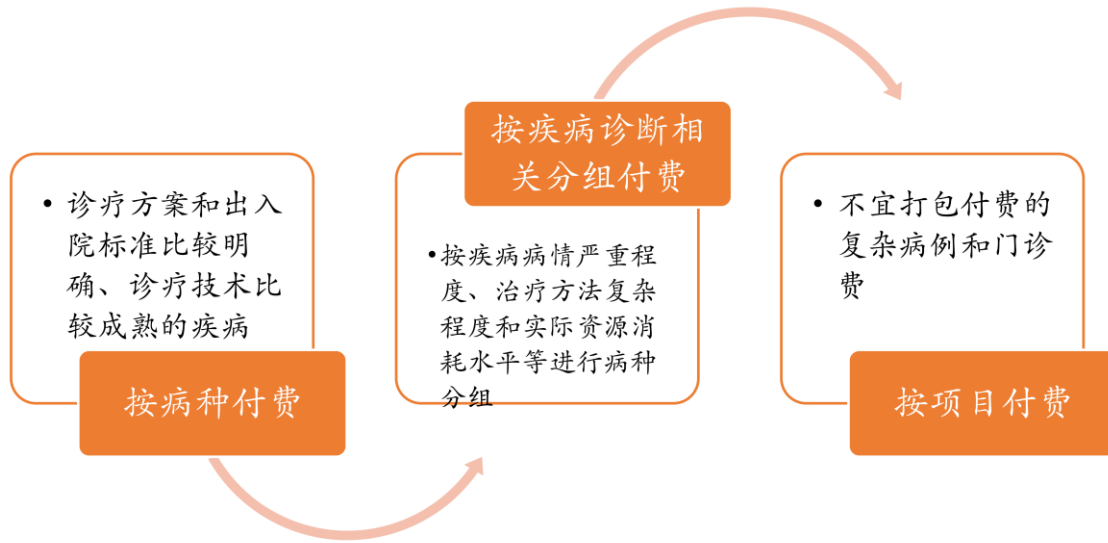 • 诊疗方案和出入
院标准比较明
确、诊疗技术比
较成熟的疾病
按病种付费
按疾病诊断相
关分组付费
•按疾病病情严重程
度、治疗方法复杂
程度和实际资源消
耗水平等进行病种
分组
• 不宜打包付费的
复杂病例和门诊
费
按项目付费